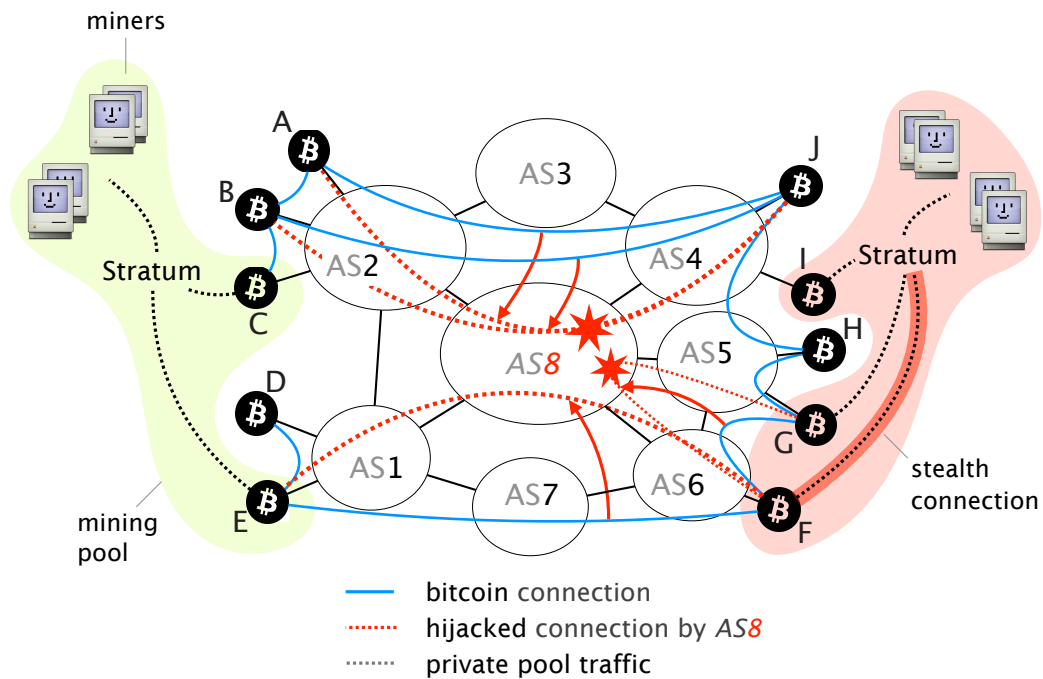 miners
A
J
AS3
B
AS2
AS4
Stratum
I
Stratum
C
H
AS8
AS5
D
G
AS1
AS6
stealth
connection
AS7
E
F
mining
pool
bitcoin connection
hijacked connection by AS8
private pool traffic